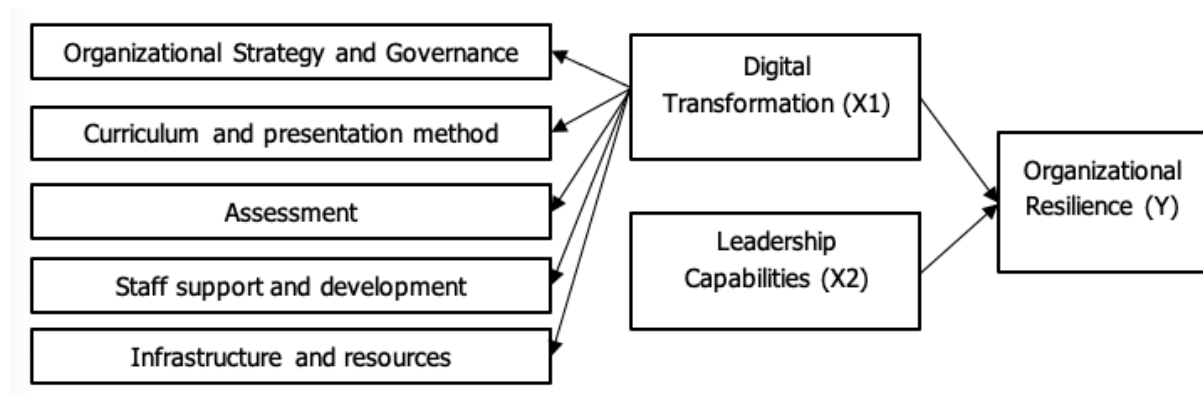 Organizational Strategy and Governance
Curriculum and presentation method
Assessment
Staff support and development
Infrastructure and resources
Digital
Transformation (X1)
Leadership
Capabilities (X2)
Organizational
Resilience (Y)